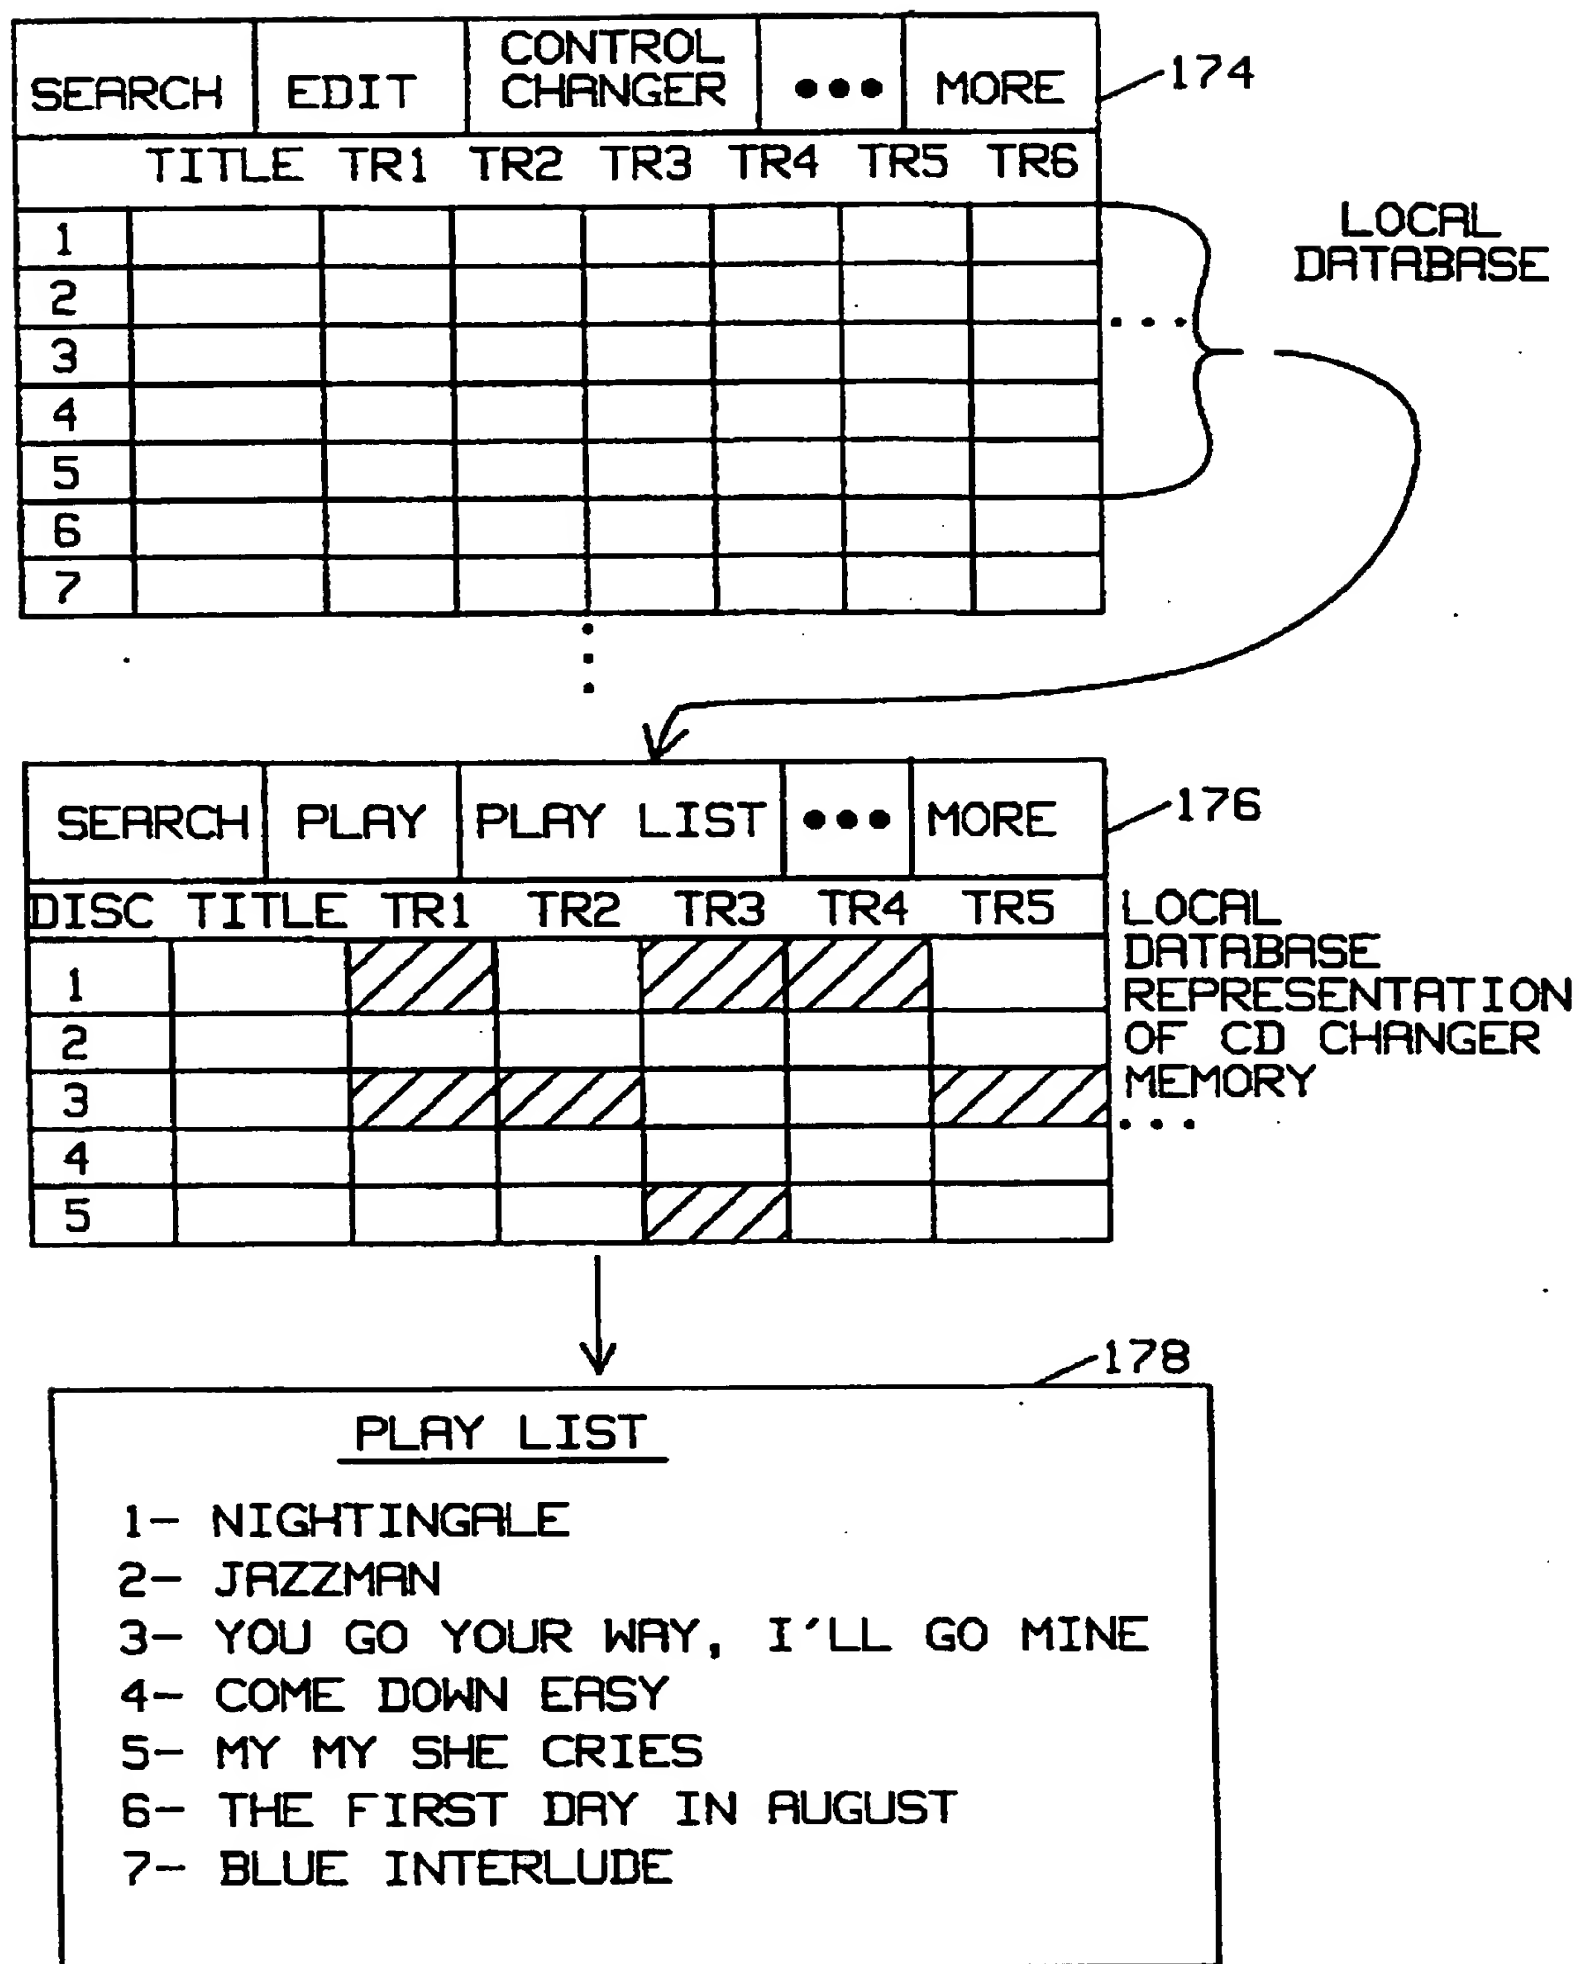 SEARCH EDIT CONTROL CHANGER ••• MORE
174
TITLE TR1 TR2 TR3 TR4 TR5 TR6
LOCAL
DATABASE
1
2
3
4
5
6
7
SEARCH PLAY PLAY LIST ••• MORE
176
DISC TITLE TR1 TR2 TR3 TR4 TR5
LOCAL
DATABASE
REPRESENTATION
OF CD CHANGER
MEMORY
1
2
3
4
5
178
PLAY LIST
1- NIGHTINGALE
2- JAZZMAN
3- YOU GO YOUR WAY, I'LL GO MINE
4- COME DOWN EASY
5- MY MY SHE CRIES
6- THE FIRST DAY IN AUGUST
7- BLUE INTERLUDE